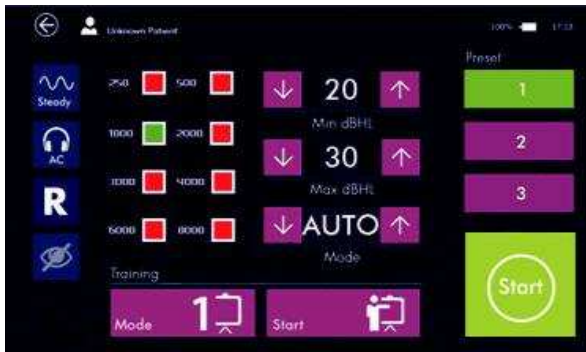 Unknown Patient
100%
Preset
Steady
AC
R
250 500
1000 2000
3000 4000
6000 8000
20
Min dBHL
30
Max dBHL
AUTO
Mode
1
2
3
Training
Mode 1
Start
Start